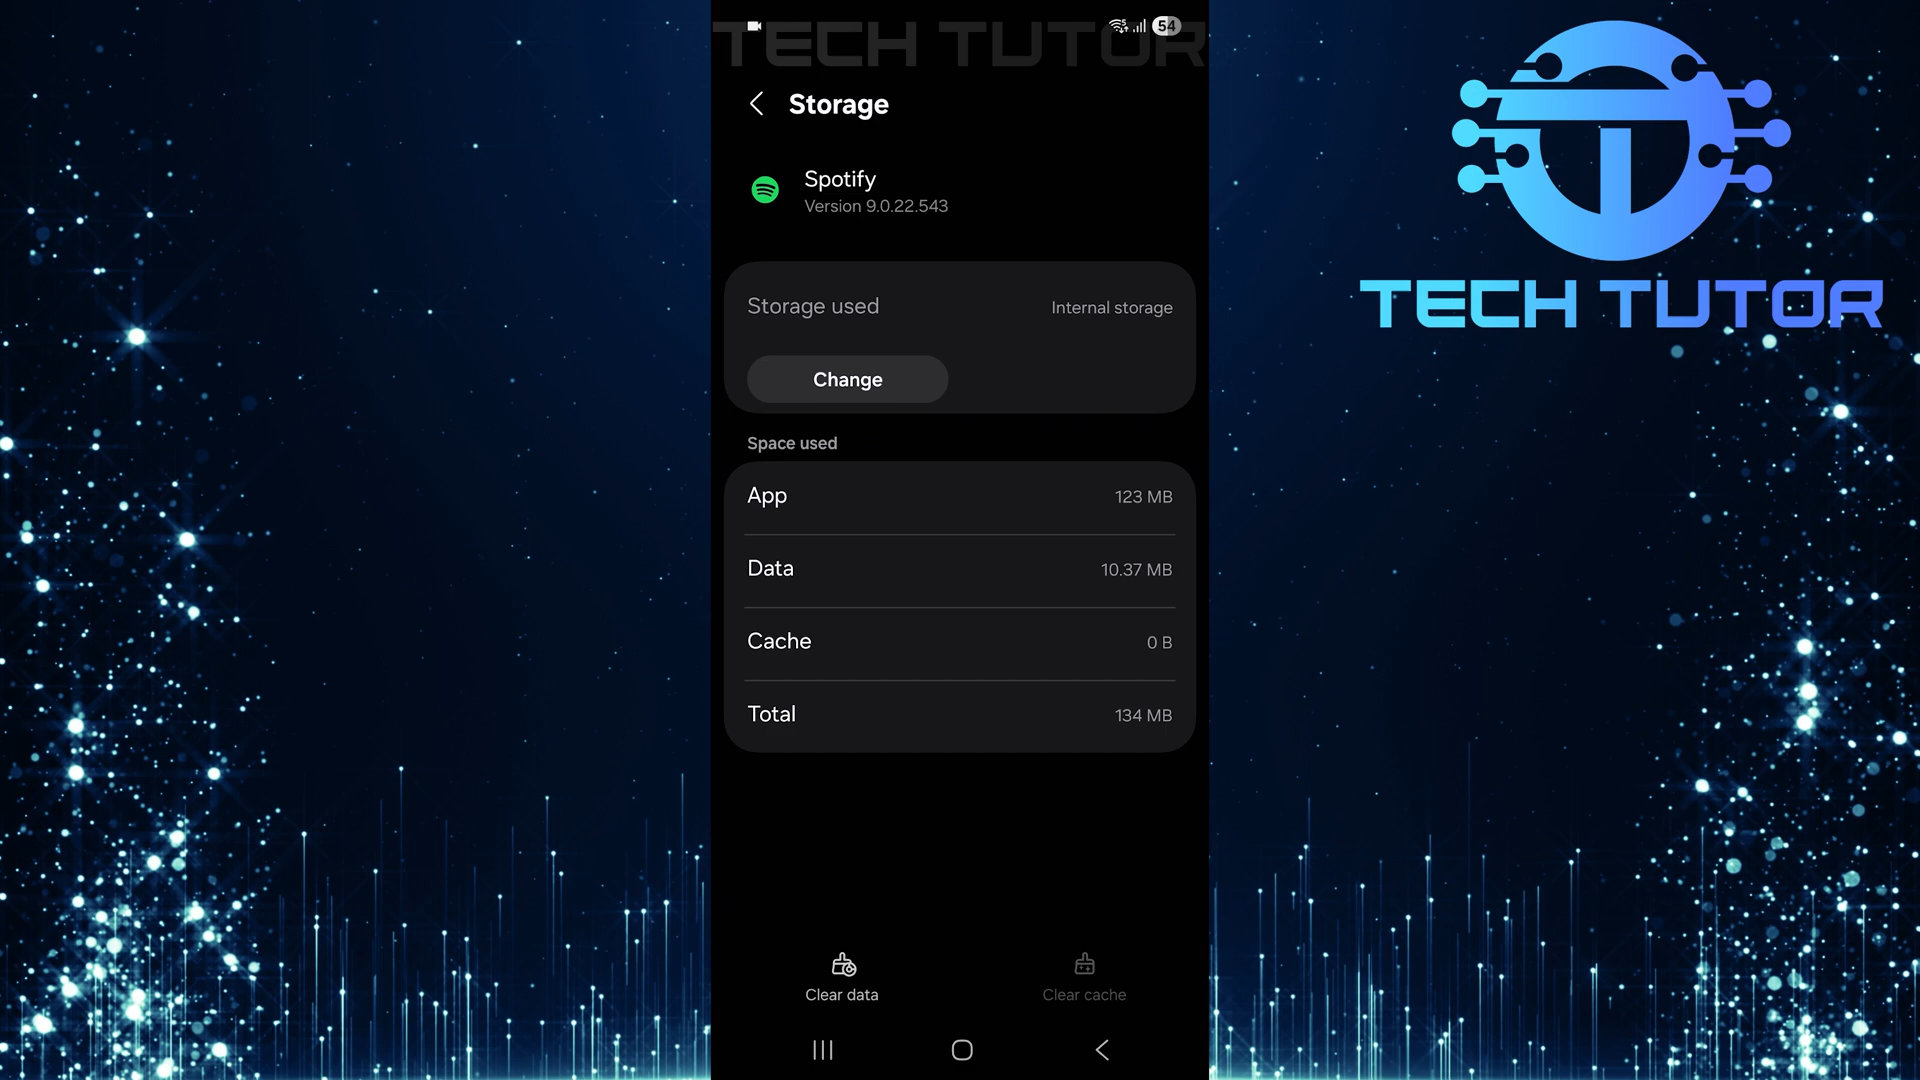 TECH TUTOR
54
Storage
Spotify
Version 9.0.22.543
Storage used
Internal storage
Change
Space used
App
123 MB
Data
10.37 MB
Cache
0 B
Total
134 MB
Clear data
Clear cache
TECH TUTOR